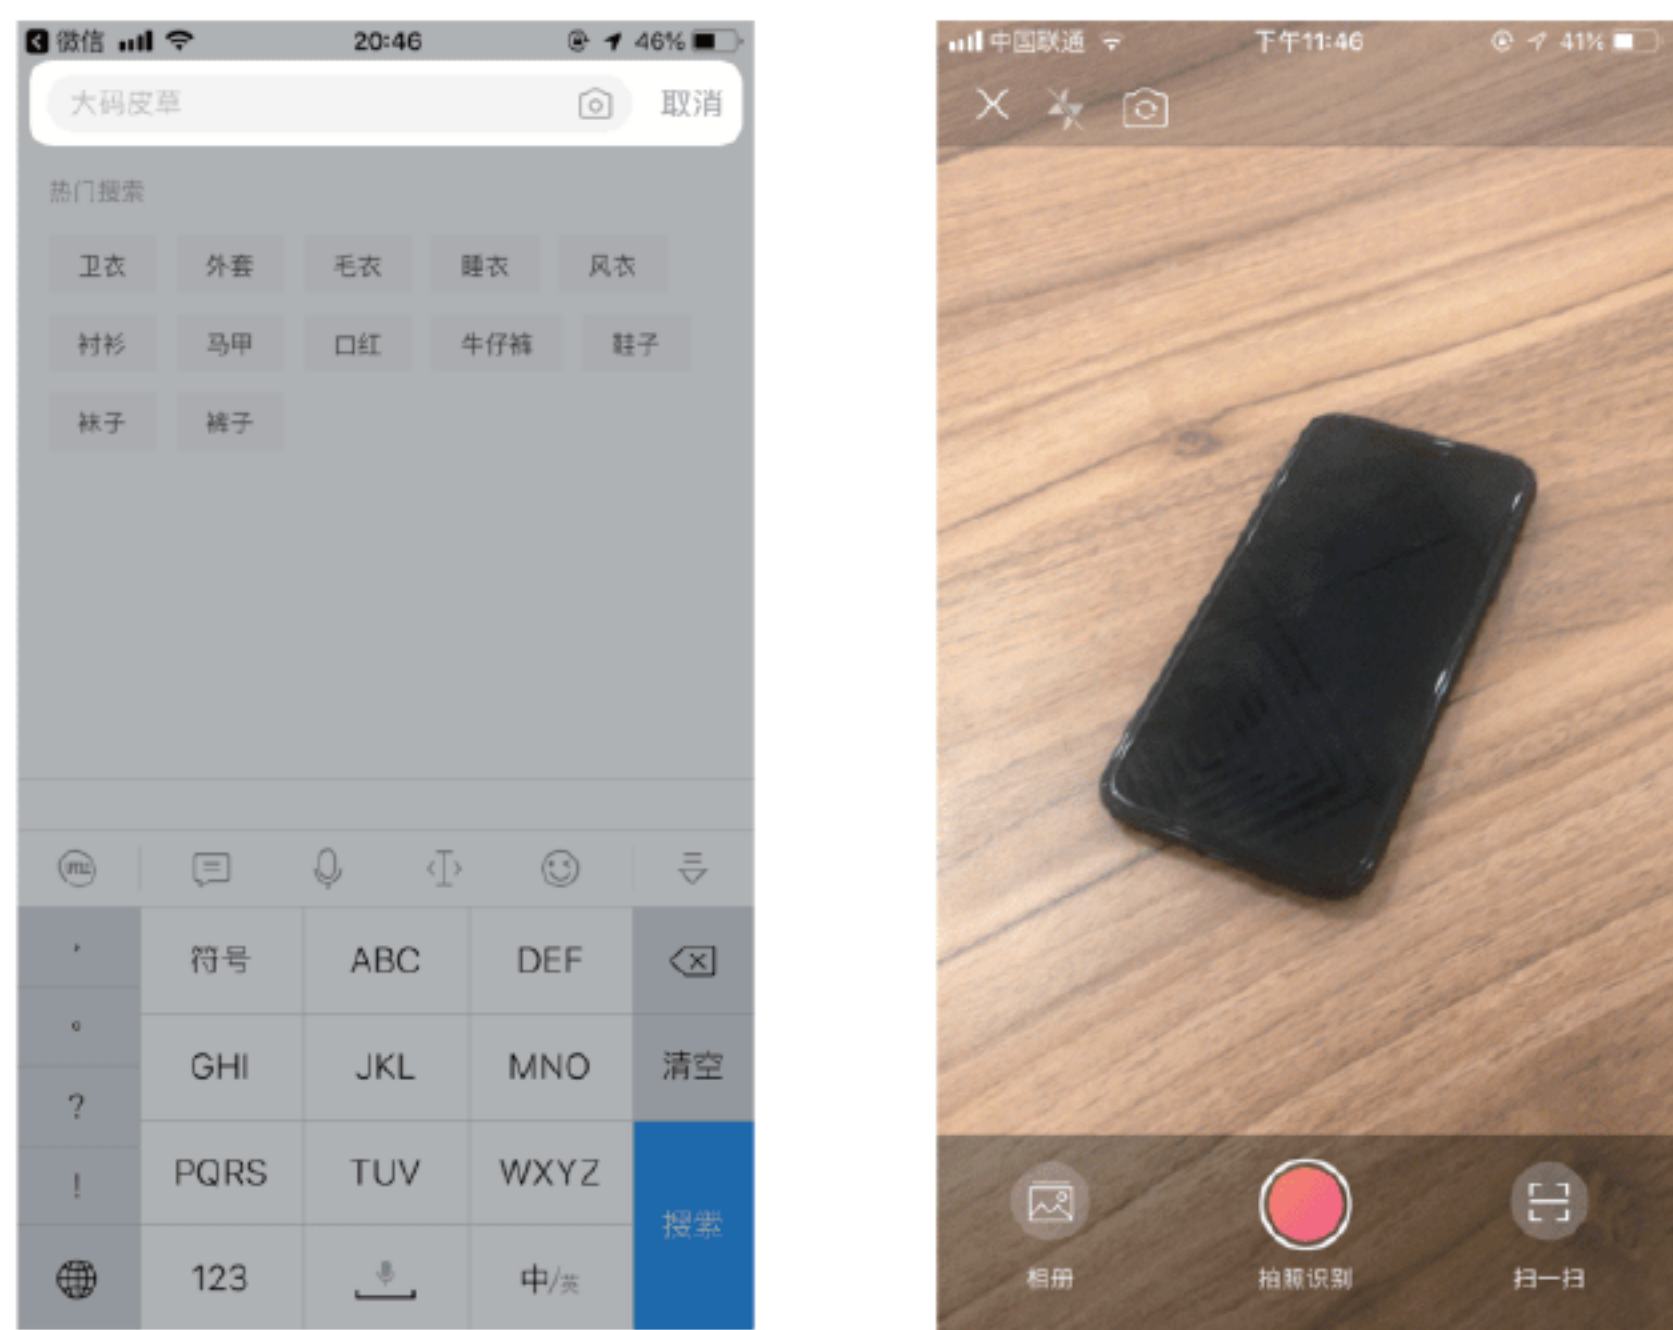 微信 20:46 46%
大码皮草 取消
热门搜索
卫衣 外套 毛衣 睡衣 风衣
衬衫 马甲 口红 牛仔裤 鞋子
袜子 裤子
, 符号 ABC DEF
。 GHI JKL MNO 清空
?
! PQRS TUV WXYZ 搜索
123 中/英
中国联通 下午11:46 41%
相册 拍照识别 扫一扫